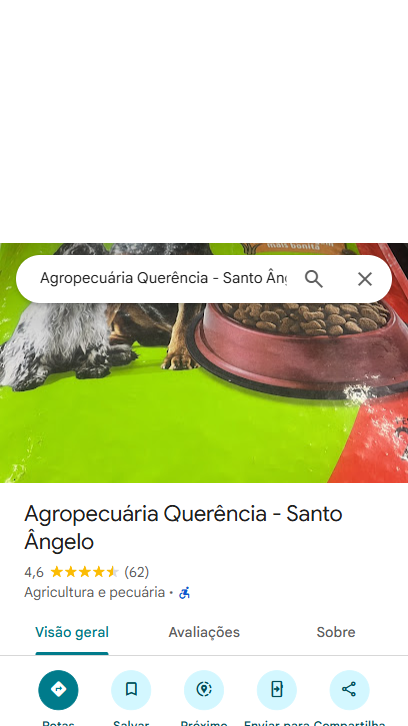 mais bonita
Agropecuária Querência - Santo Âng
Agropecuária Querência - Santo
Ângelo
4,6 (62)
Agricultura e pecuária ·
Visão geral Avaliações Sobre
Rotas Salvar Próximo Enviar para Compartilha